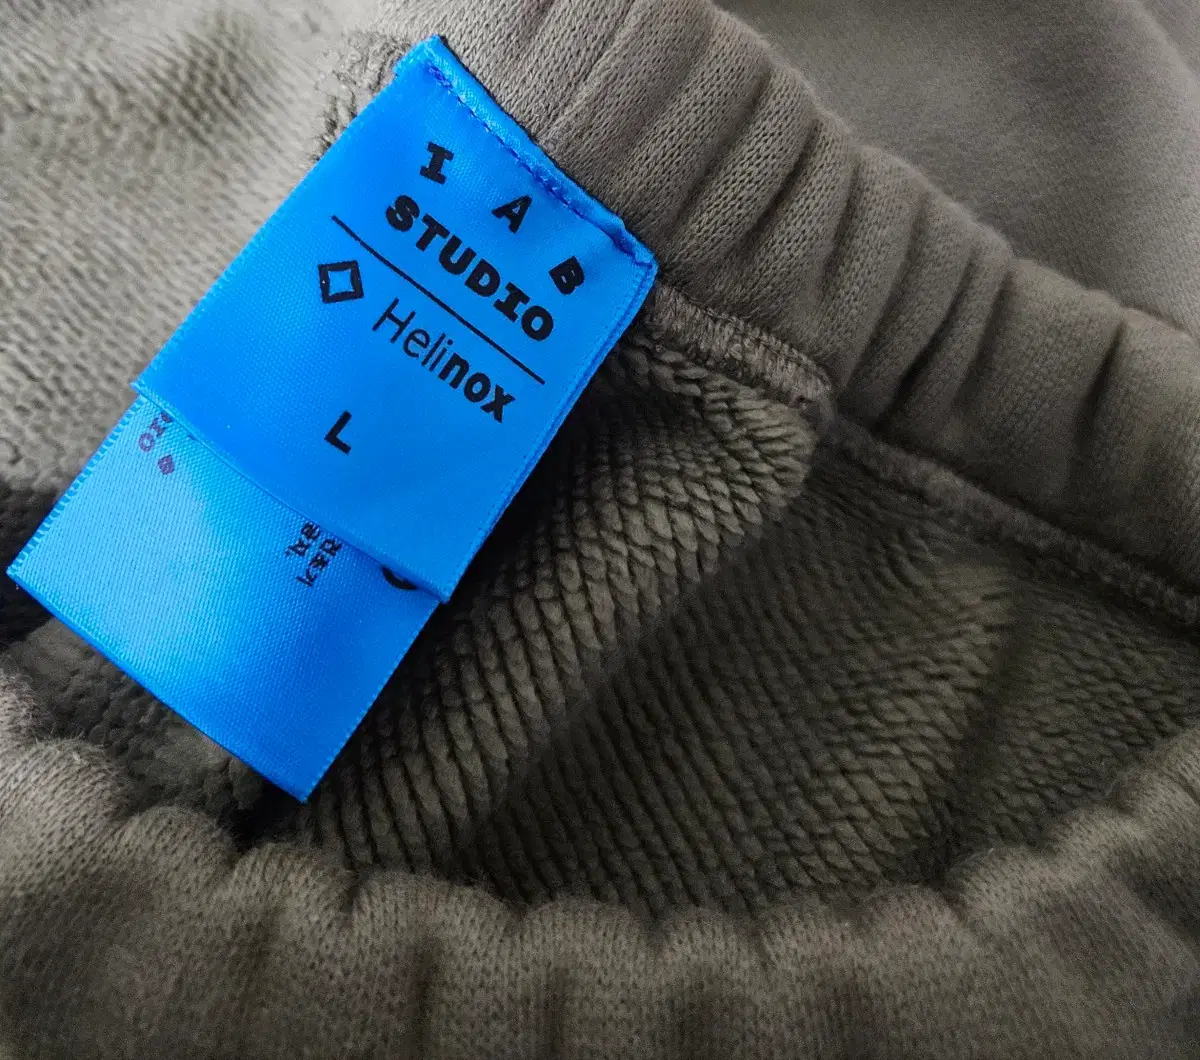 I A B
STUDIO
Helinox
L